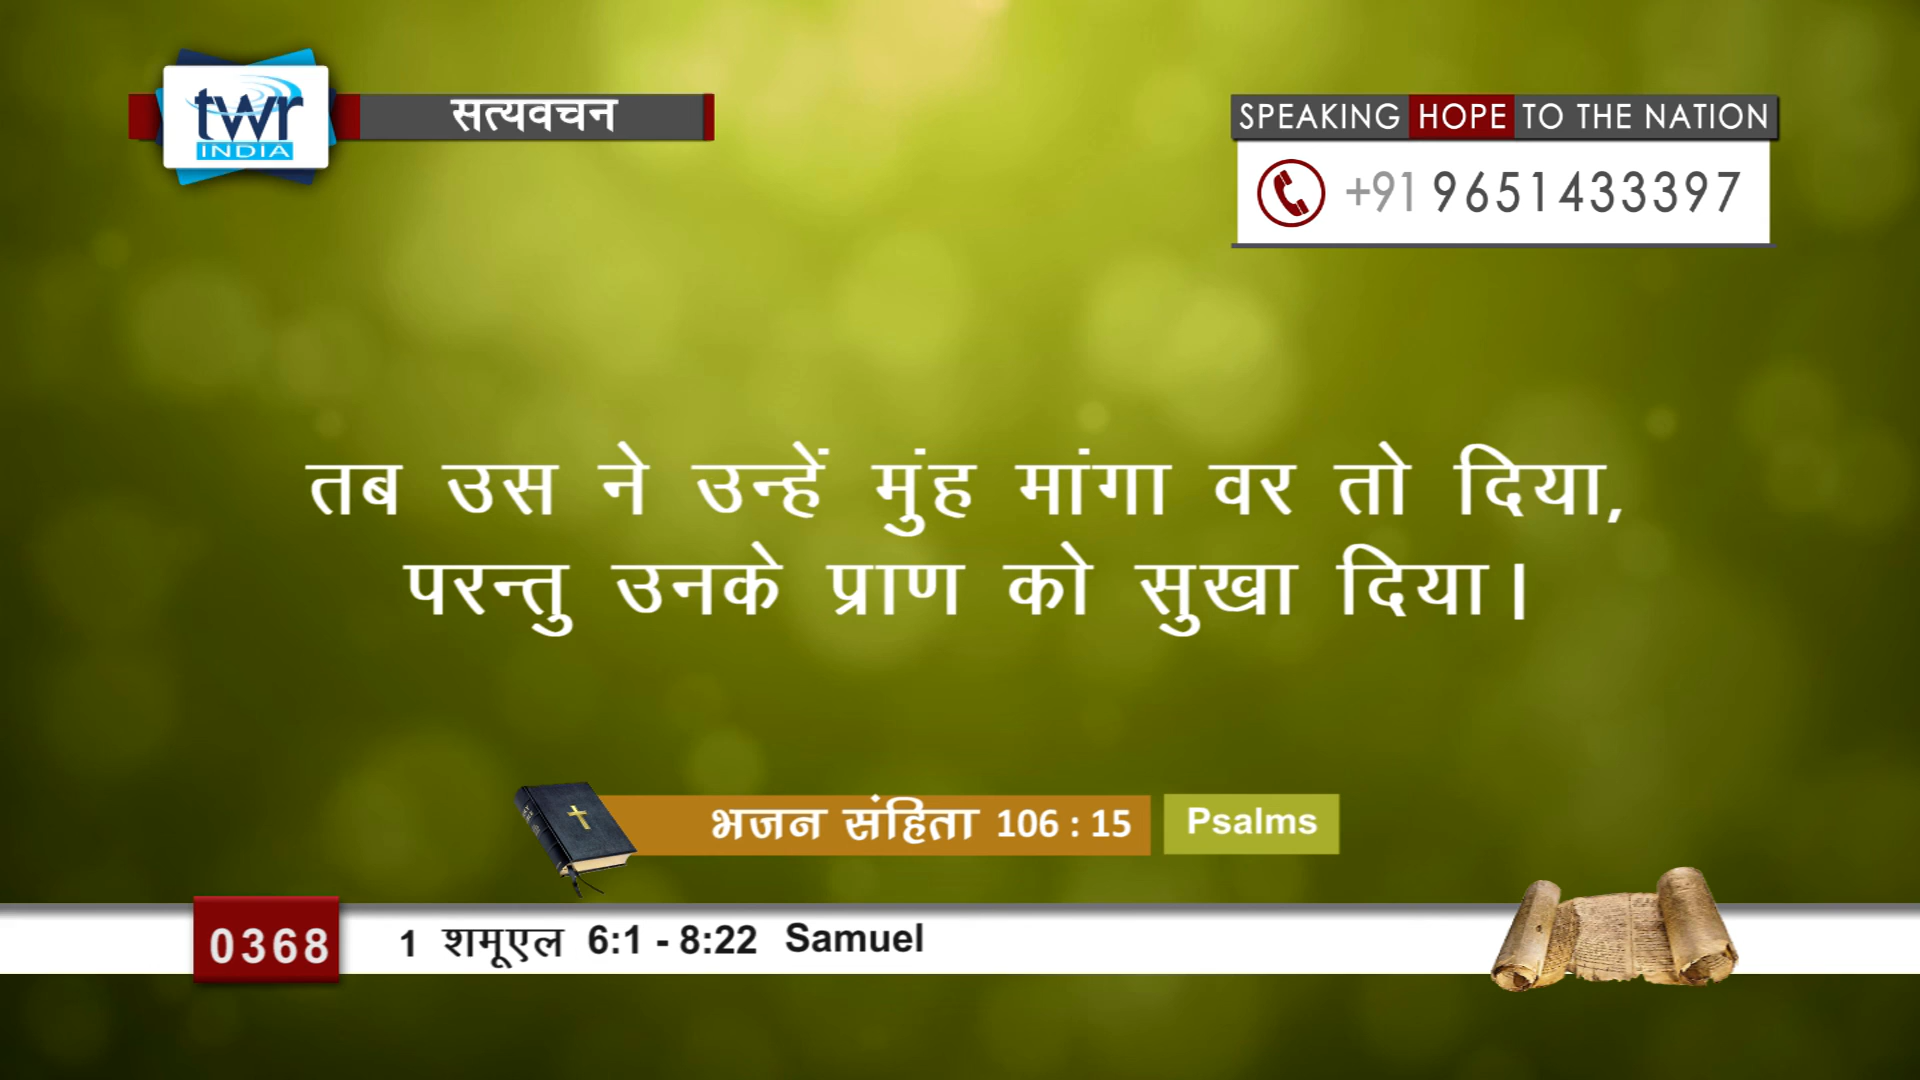 twr
INDIA
सत्यवचन
SPEAKING HOPE TO THE NATION
+91 9651433397
तब उस ने उन्हें मुंह मांगा वर तो दिया,
परन्तु उनके प्राण को सुखा दिया।
भजन संहिता 106 : 15 Psalms
0368 1 शमूएल 6:1 - 8:22 Samuel